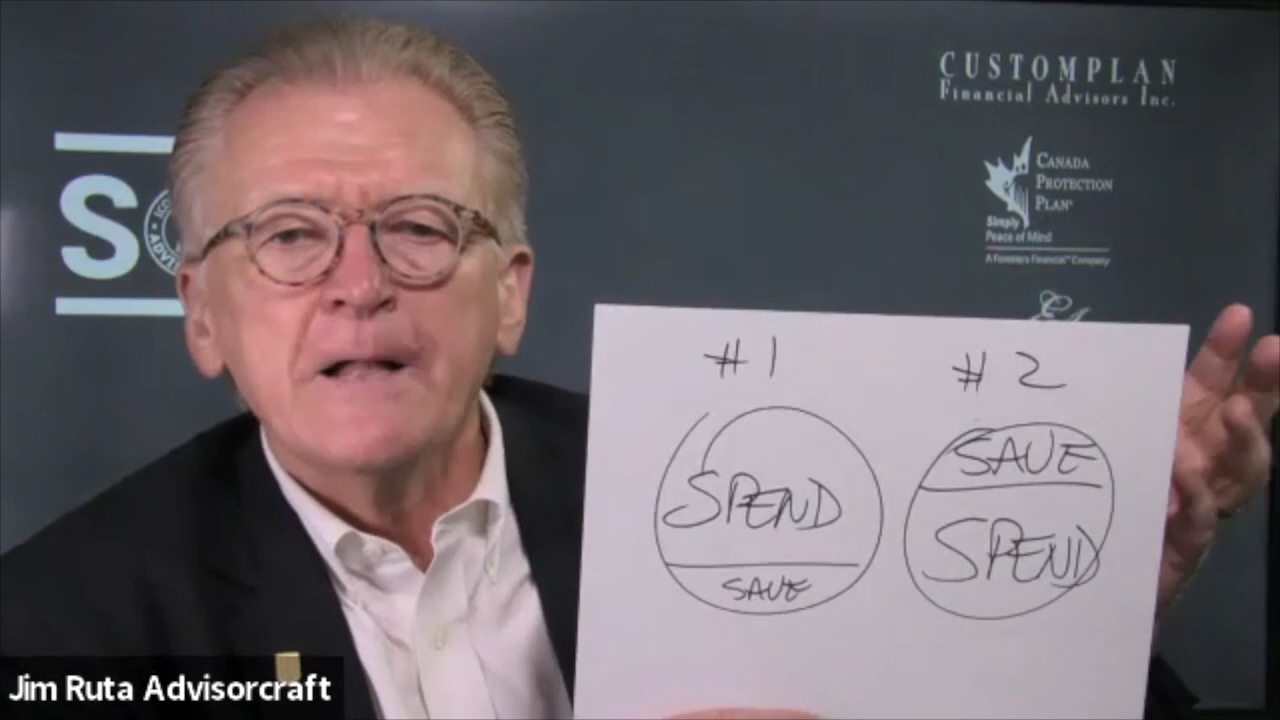 CUSTOMPLAN
Financial Advisors Inc.
CANADA
PROTECTION
PLAN
Simply
Peace of Mind
A Foresters Financial™ Company
S
#1
#2
SPEND
SAVE
SAVE
SPEND
Jim Ruta Advisorcraft